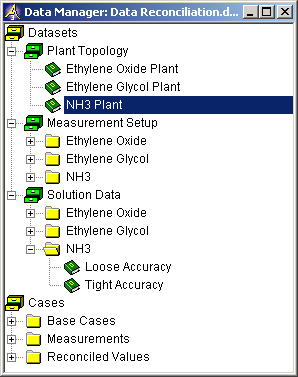 Data Manager: Data Reconciliation.d...
Datasets
Plant Topology
Ethylene Oxide Plant
Ethylene Glycol Plant
NH3 Plant
Measurement Setup
Ethylene Oxide
Ethylene Glycol
NH3
Solution Data
Ethylene Oxide
Ethylene Glycol
NH3
Loose Accuracy
Tight Accuracy
Cases
Base Cases
Measurements
Reconciled Values